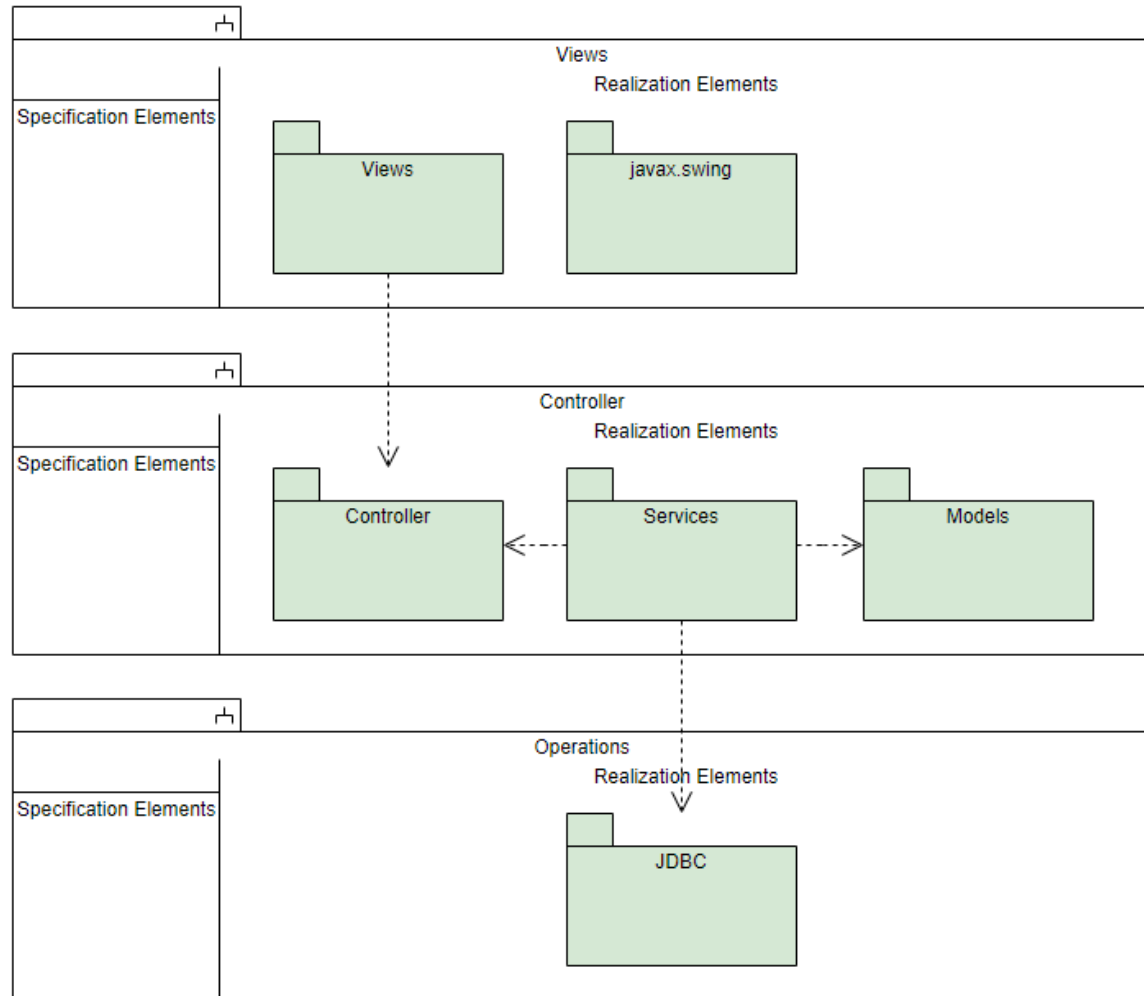 Views
Realization Elements
Specification Elements
Views
javax.swing
Controller
Realization Elements
Specification Elements
Controller
Services
Models
Operations
Realization Elements
Specification Elements
JDBC